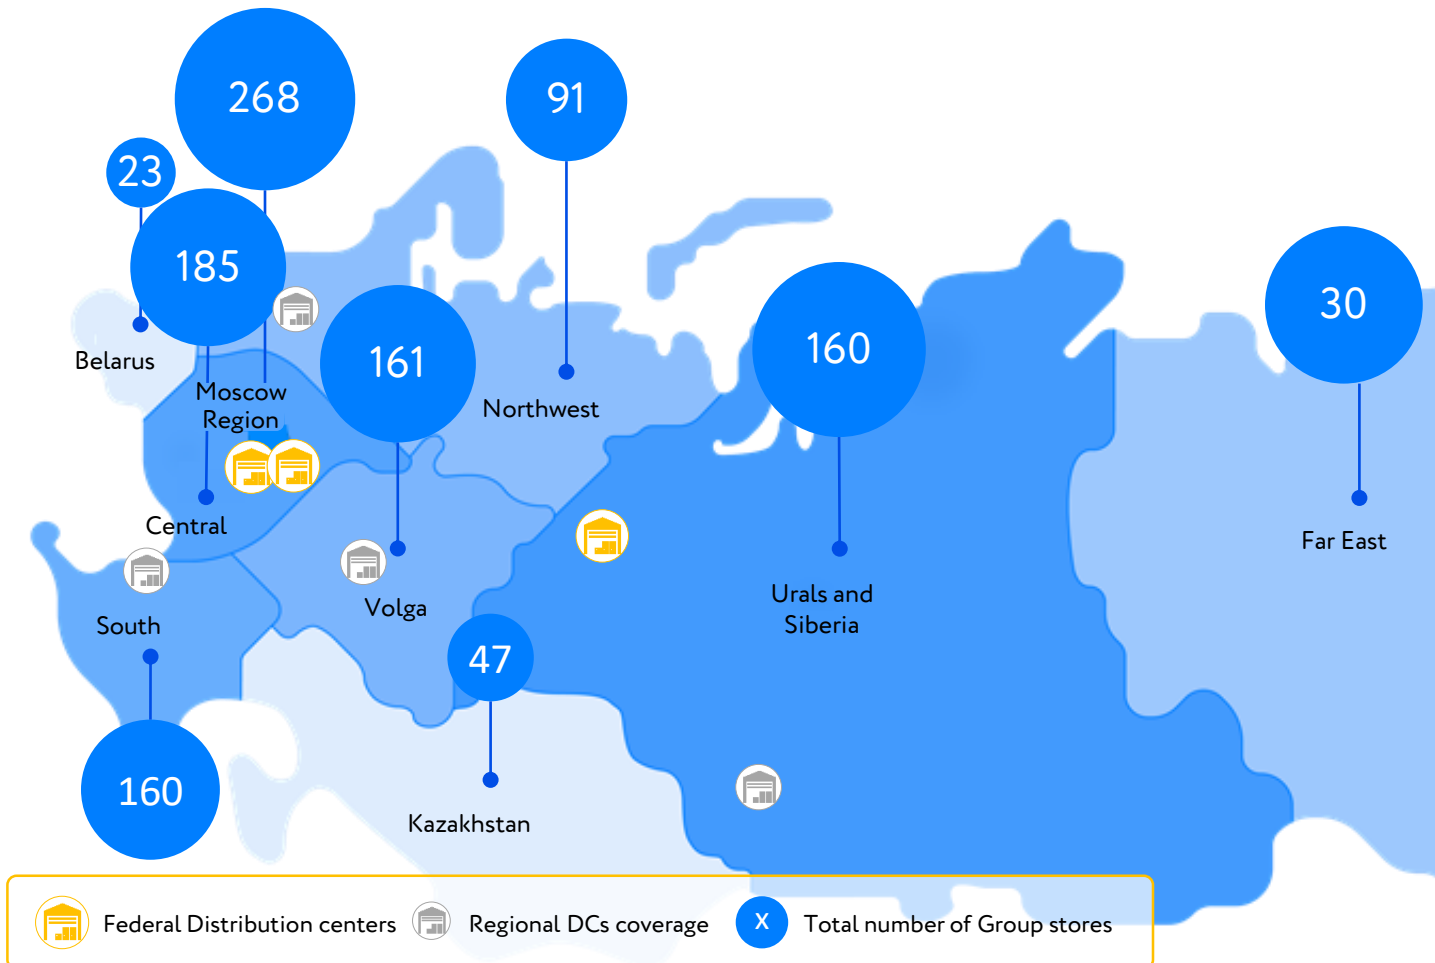 268
91
23
185
30
160
161
Belarus
Moscow
Region
Northwest
Central
Far East
Volga
Urals and
Siberia
South
47
160
Kazakhstan
Federal Distribution centers
Regional DCs coverage
X
Total number of Group stores